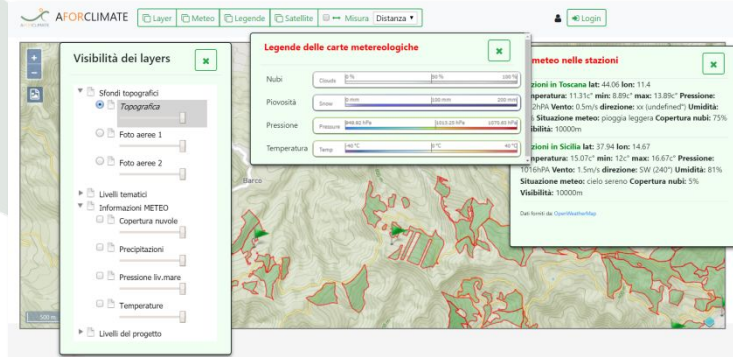 AFORCLIMATE
AFORCLIMATE Layer Meteo Legende Satellite Misura Distanza Login
Visibilità dei layers
Sfondi topografici
Topografica
Foto aeree 1
Foto aeree 2
Livelli tematici
Informazioni METEO
Copertura nuvole
Precipitazioni
Pressione liv.mare
Temperature
Livelli del progetto
Legende delle carte metereologiche
Nubi Clouds 0 % 50 % 100 %
Piovosità Snow 0 mm 100 mm 200 mm
Pressione Pressure 948.92 hPa 1013.25 hPa 1076.63 hPa
Temperatura Temp -40 °C 0 °C 40 °C
meteo nelle stazioni
zioni in Toscana lat: 44.06 lon: 11.4
mperatura: 11.31c° min: 8.89c° max: 13.89c° Pressione:
2hPA Vento: 0.5m/s direzione: xx (undefined°) Umidità:
% Situazione meteo: pioggia leggera Copertura nubi: 75%
ibilità: 10000m
zioni in Sicilia lat: 37.94 lon: 14.67
mperatura: 15.07c° min: 12c° max: 16.67c° Pressione:
1016hPA Vento: 1.5m/s direzione: SW (240°) Umidità: 81%
Situazione meteo: cielo sereno Copertura nubi: 5%
Visibilità: 10000m
Dati forniti da: OpenWeatherMap
Barco
500 m